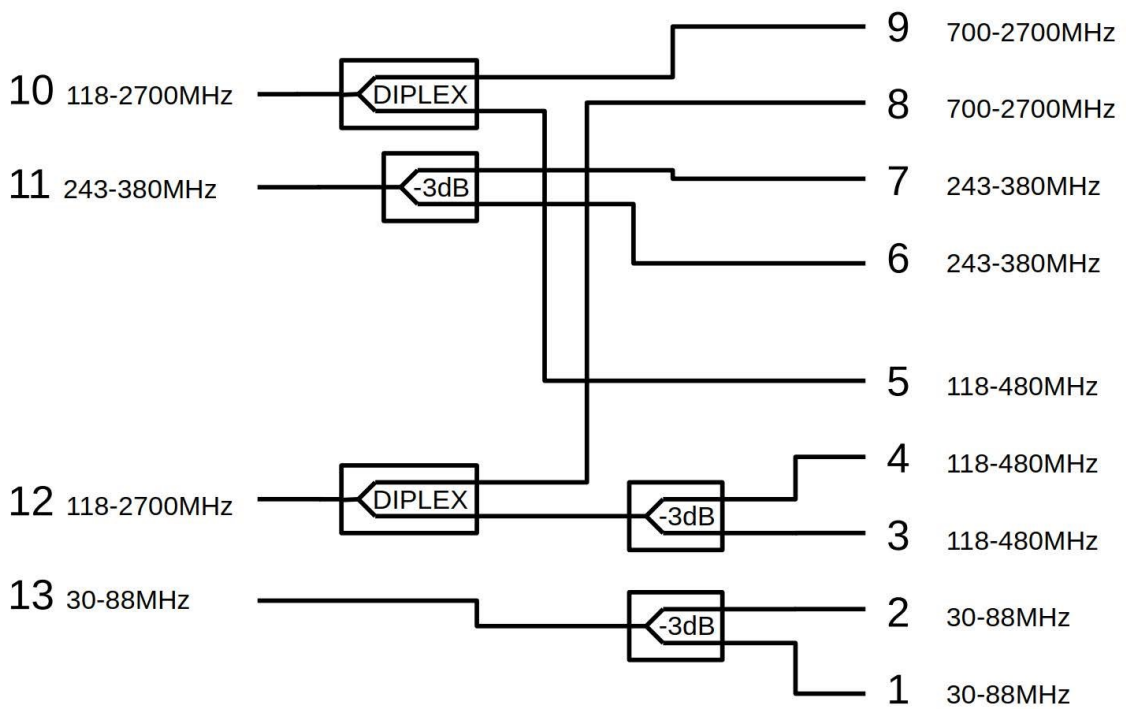 9 700-2700MHz
10 118-2700MHz
DIPLEX
8 700-2700MHz
11 243-380MHz
-3dB
7 243-380MHz
6 243-380MHz
5 118-480MHz
4 118-480MHz
12 118-2700MHz
DIPLEX
-3dB
3 118-480MHz
13 30-88MHz
2 30-88MHz
-3dB
1 30-88MHz